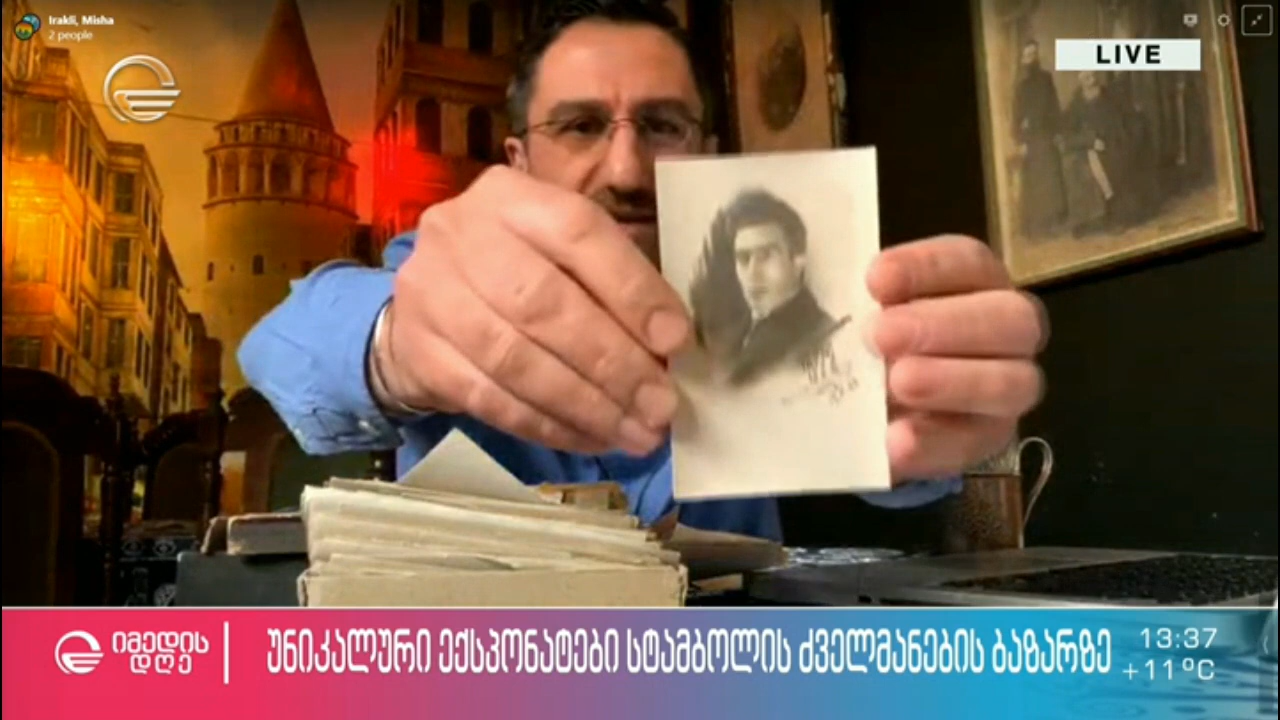 Irakli, Misha
2 people
LIVE
იმედის
დღე
უნიკალური ექსპონატები სტამბოლის ძველმანების ბაზარზე
13:37
+11°C